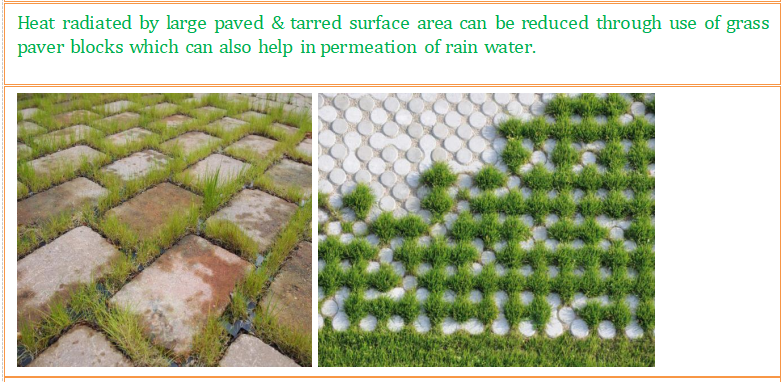 Heat radiated by large paved & tarred surface area can be reduced through use of grass
paver blocks which can also help in permeation of rain water.